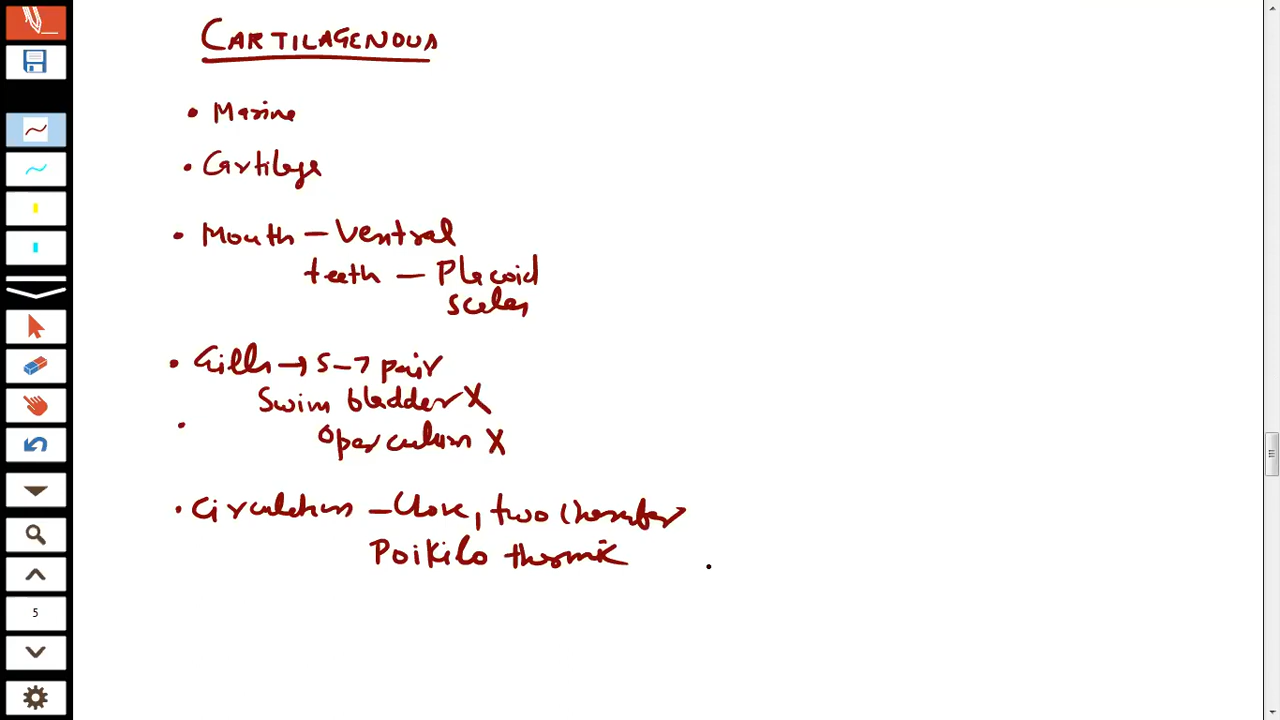 CARTILAGENOUS
• Marine
• Cartilage
• Mouth – Ventral
teeth – Placoid
scales
• Gills → 5–7 pair
Swim bladder X
•
Operculum X
• Circulation – Close, two chamber
Poikilo thermic
5